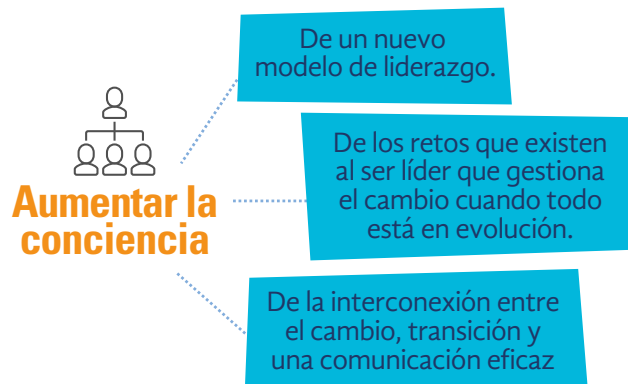 De un nuevo
modelo de liderazgo.
Aumentar la
conciencia
De los retos que existen
al ser líder que gestiona
el cambio cuando todo
está en evolución.
De la interconexión entre
el cambio, transición y
una comunicación eficaz